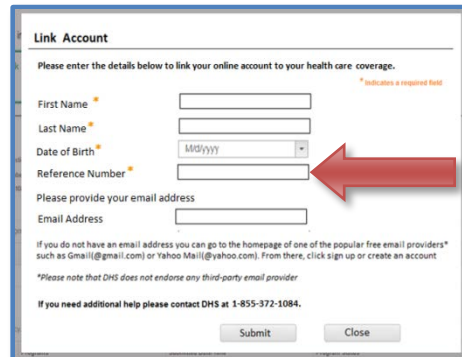 Link Account
Please enter the details below to link your online account to your health care coverage.
* Indicates a required field
First Name *
Last Name *
Date of Birth * M/d/yyyy
Reference Number *
Please provide your email address
Email Address
If you do not have an email address you can go to the homepage of one of the popular free email providers*
such as Gmail(@gmail.com) or Yahoo Mail(@yahoo.com). From there, click sign up or create an account
*Please note that DHS does not endorse any third-party email provider
If you need additional help please contact DHS at 1-855-372-1084.
Submit Close